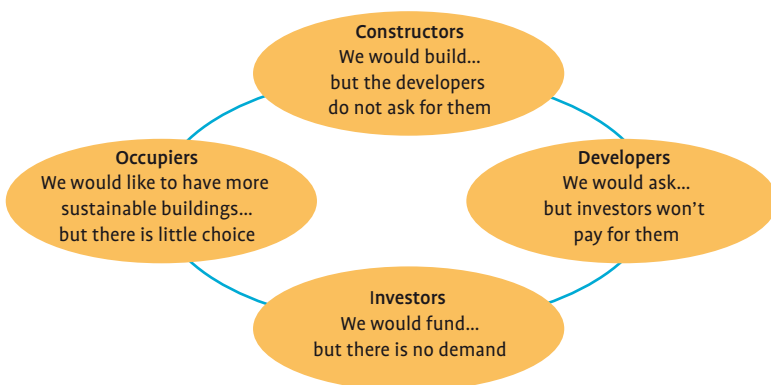 Constructors
We would build...
but the developers
do not ask for them
Occupiers
We would like to have more
sustainable buildings...
but there is little choice
Developers
We would ask...
but investors won’t
pay for them
Investors
We would fund...
but there is no demand